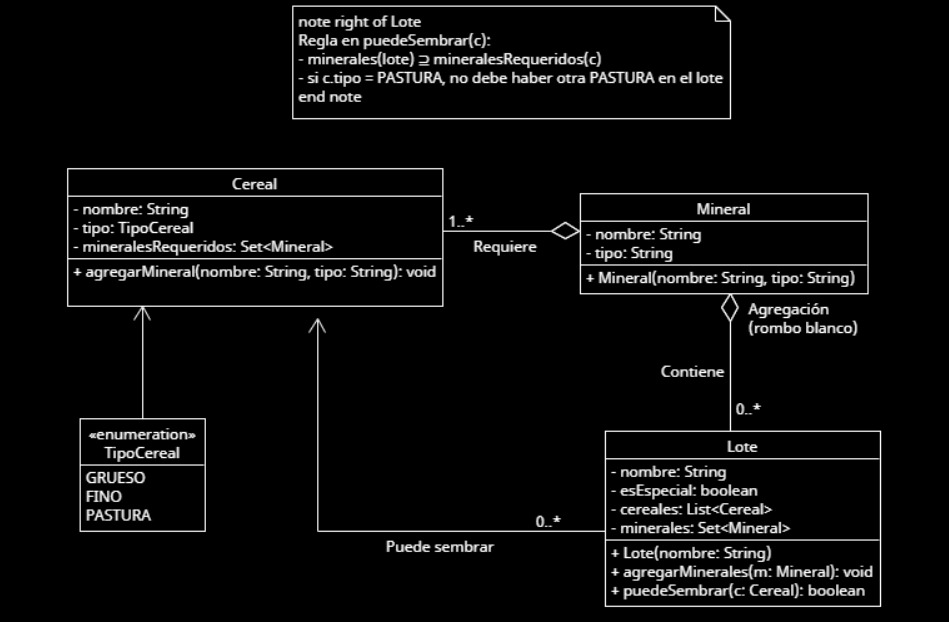 note right of Lote
Regla en puedeSembrar(c):
- minerales(lote) ⊇ mineralesRequeridos(c)
- si c.tipo = PASTURA, no debe haber otra PASTURA en el lote
end note
Cereal
- nombre: String
- tipo: TipoCereal
- mineralesRequeridos: Set<Mineral>
+ agregarMineral(nombre: String, tipo: String): void
1..*
Requiere
Mineral
- nombre: String
- tipo: String
+ Mineral(nombre: String, tipo: String)
Agregación
(rombo blanco)
Contiene
0..*
«enumeration»
TipoCereal
GRUESO
FINO
PASTURA
0..*
Puede sembrar
Lote
- nombre: String
- esEspecial: boolean
- cereales: List<Cereal>
- minerales: Set<Mineral>
+ Lote(nombre: String)
+ agregarMinerales(m: Mineral): void
+ puedeSembrar(c: Cereal): boolean